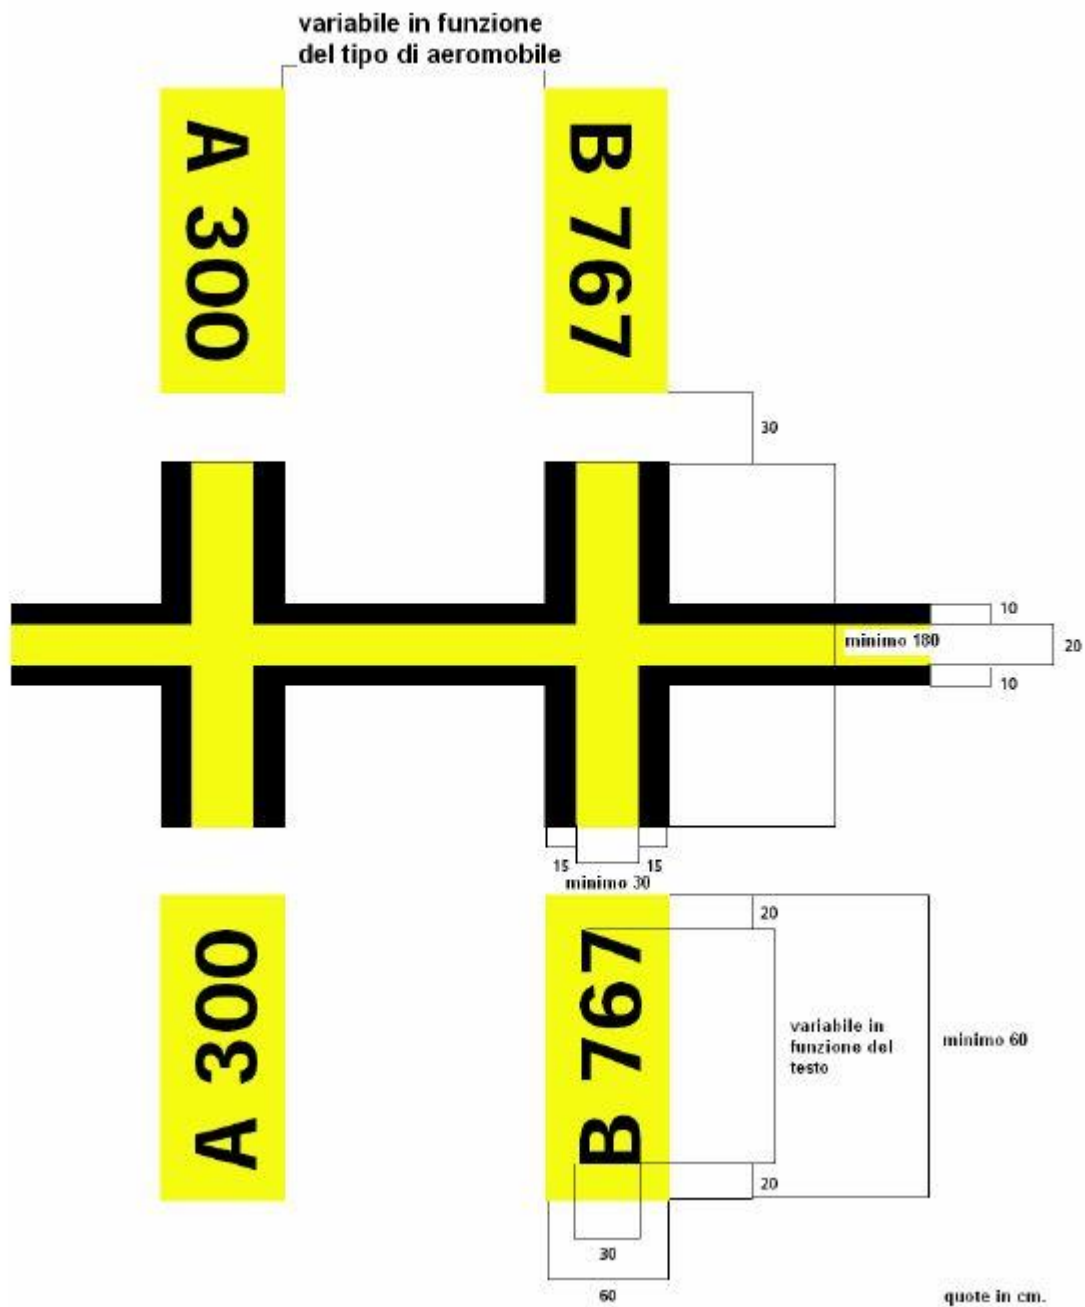 variabile in funzione
del tipo di aeromobile
A 300
B 767
30
10
minimo 180
20
10
15
15
minimo 30
20
A 300
B 767
variabile in
funzione del
testo
minimo 60
20
30
60
quote in cm.